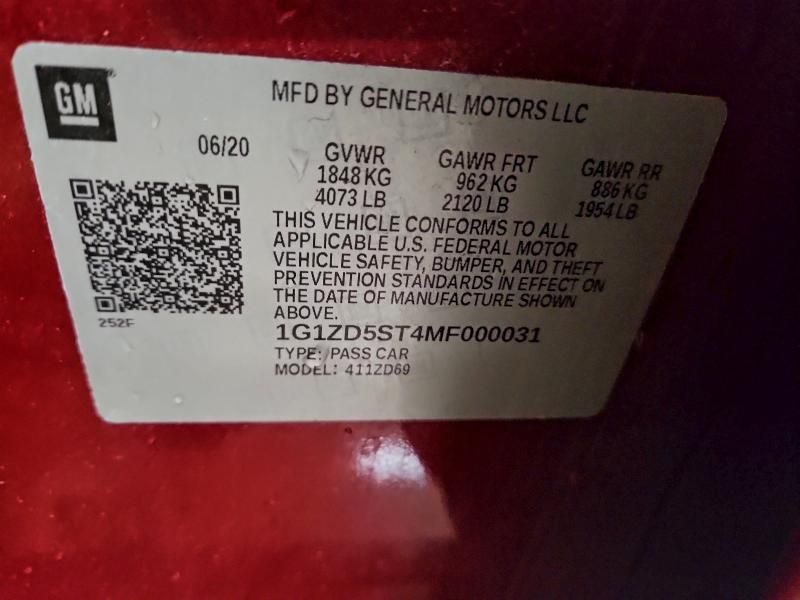 GM
MFD BY GENERAL MOTORS LLC
06/20
GVWR
1848 KG
4073 LB
GAWR FRT
962 KG
2120 LB
GAWR RR
886 KG
1954 LB
THIS VEHICLE CONFORMS TO ALL
APPLICABLE U.S. FEDERAL MOTOR
VEHICLE SAFETY, BUMPER, AND THEFT
PREVENTION STANDARDS IN EFFECT ON
THE DATE OF MANUFACTURE SHOWN
ABOVE.
252F
1G1ZD5ST4MF000031
TYPE: PASS CAR
MODEL: 411ZD69